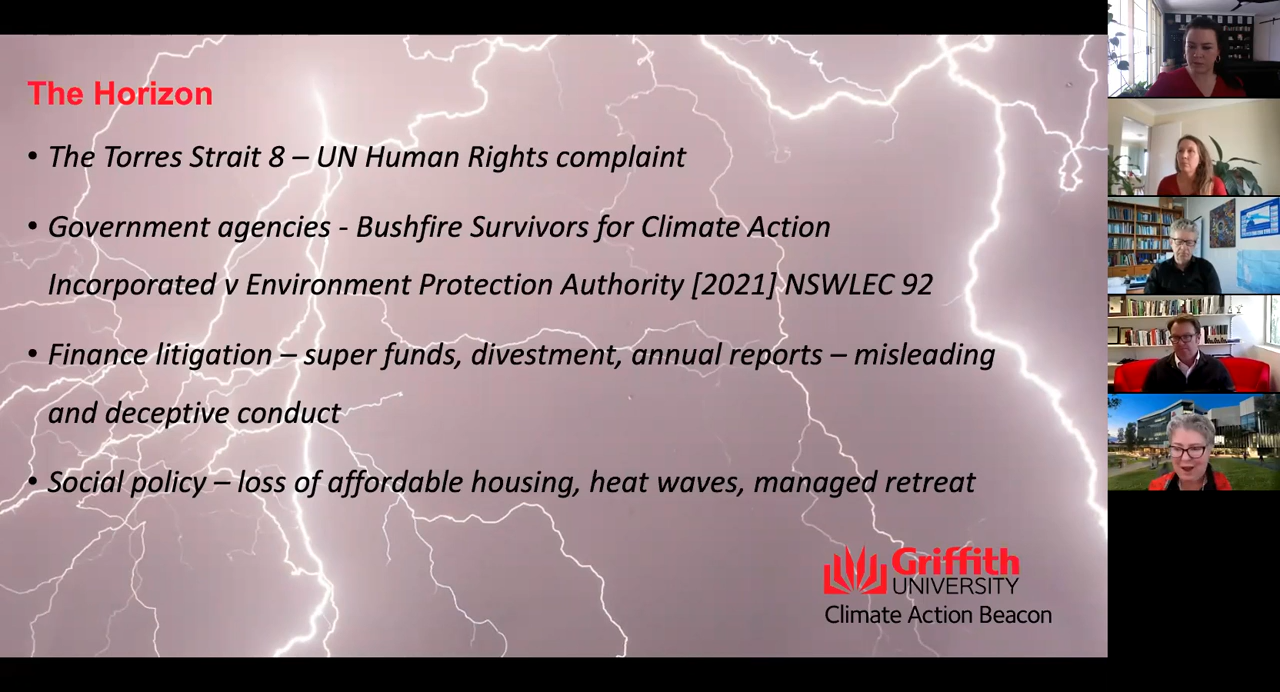 The Horizon
• The Torres Strait 8 – UN Human Rights complaint
• Government agencies - Bushfire Survivors for Climate Action
Incorporated v Environment Protection Authority [2021] NSWLEC 92
• Finance litigation – super funds, divestment, annual reports – misleading
and deceptive conduct
• Social policy – loss of affordable housing, heat waves, managed retreat
Griffith
UNIVERSITY
Climate Action Beacon